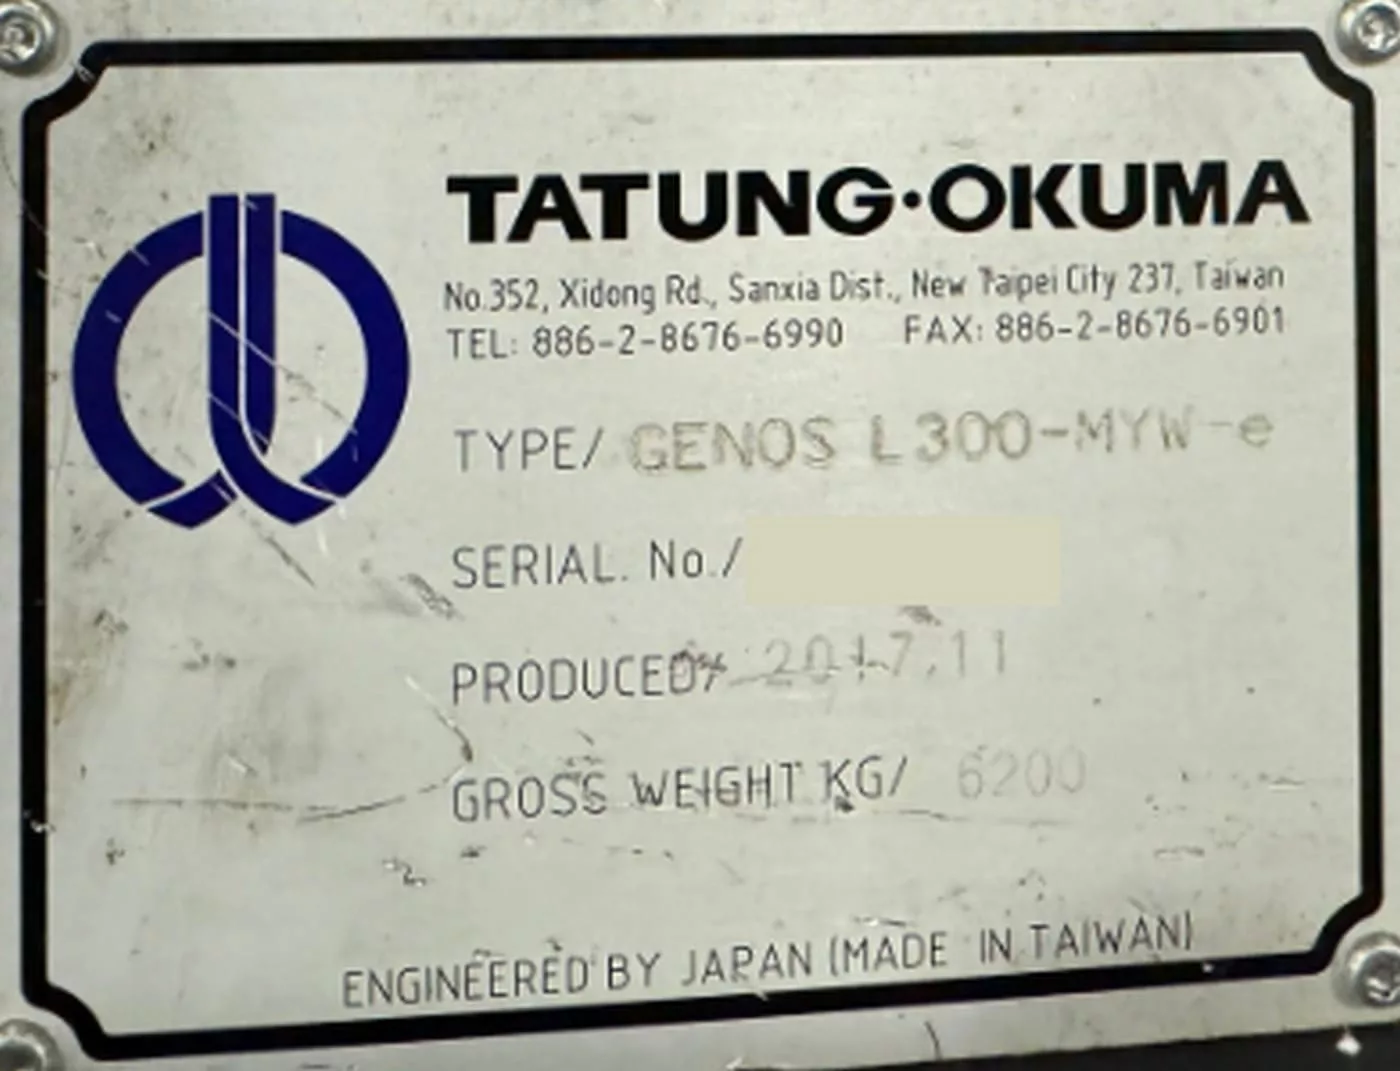 TATUNG·OKUMA
No.352, Xidong Rd., Sanxia Dist., New Taipei City 237, Taiwan
TEL: 886-2-8676-6990 FAX: 886-2-8676-6901
TYPE/ GENOS L300-MYW-e
SERIAL. No./
PRODUCED/ 2017.11
GROSS WEIGHT KG/ 6200
ENGINEERED BY JAPAN (MADE IN TAIWAN)